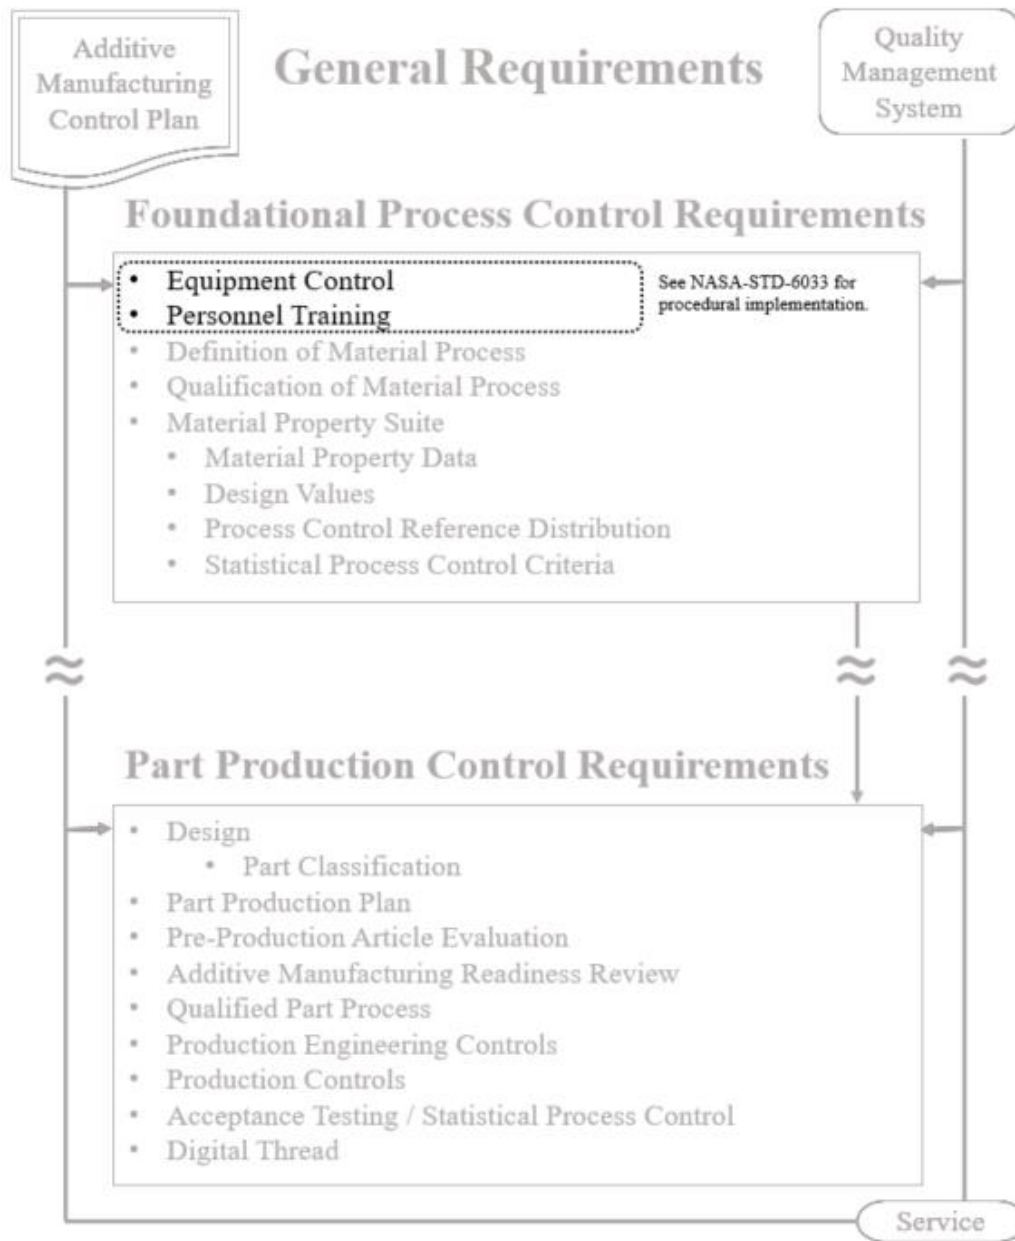 Additive
Manufacturing
Control Plan
General Requirements
Quality
Management
System
Foundational Process Control Requirements
• Equipment Control
• Personnel Training
See NASA-STD-6033 for
procedural implementation.
• Definition of Material Process
• Qualification of Material Process
• Material Property Suite
• Material Property Data
• Design Values
• Process Control Reference Distribution
• Statistical Process Control Criteria
Part Production Control Requirements
• Design
• Part Classification
• Part Production Plan
• Pre-Production Article Evaluation
• Additive Manufacturing Readiness Review
• Qualified Part Process
• Production Engineering Controls
• Production Controls
• Acceptance Testing / Statistical Process Control
• Digital Thread
Service